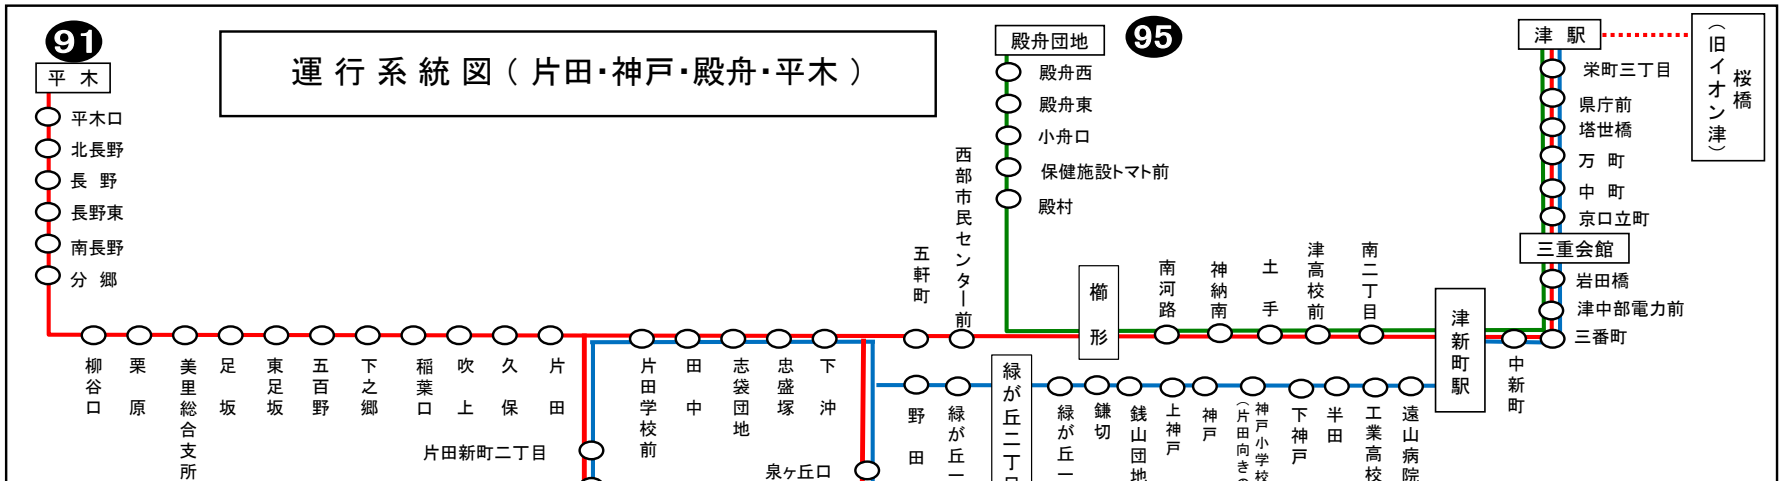 91
平 木
運 行 系 統 図 （ 片 田・神 戸・殿 舟・平 木 ）
殿舟団地
95
津 駅
桜橋
（旧イオン津）
平木口
北長野
長 野
長野東
南長野
分 郷
殿舟西
殿舟東
小舟口
保健施設トマト前
殿村
栄町三丁目
県庁前
塔世橋
万 町
中 町
京口立町
三重会館
岩田橋
津中部電力前
三番町
五軒町
西部市民センター前
櫛形
南河路
神納南
土 手
津高校前
南二丁目
津新町駅
中新町
柳谷口
栗 原
美里総合支所
足 坂
東足坂
五百野
下之郷
稲葉口
吹 上
久 保
片 田
片田学校前
田 中
志袋団地
忠盛塚
下 沖
野 田
緑が丘一
緑が丘二丁
緑が丘一
鎌切
銭山団地
上神戸
神戸
神戸小学校
（片田向きの
下神戸
半田
工業高校
遠山病院
片田新町二丁目
泉ヶ丘口